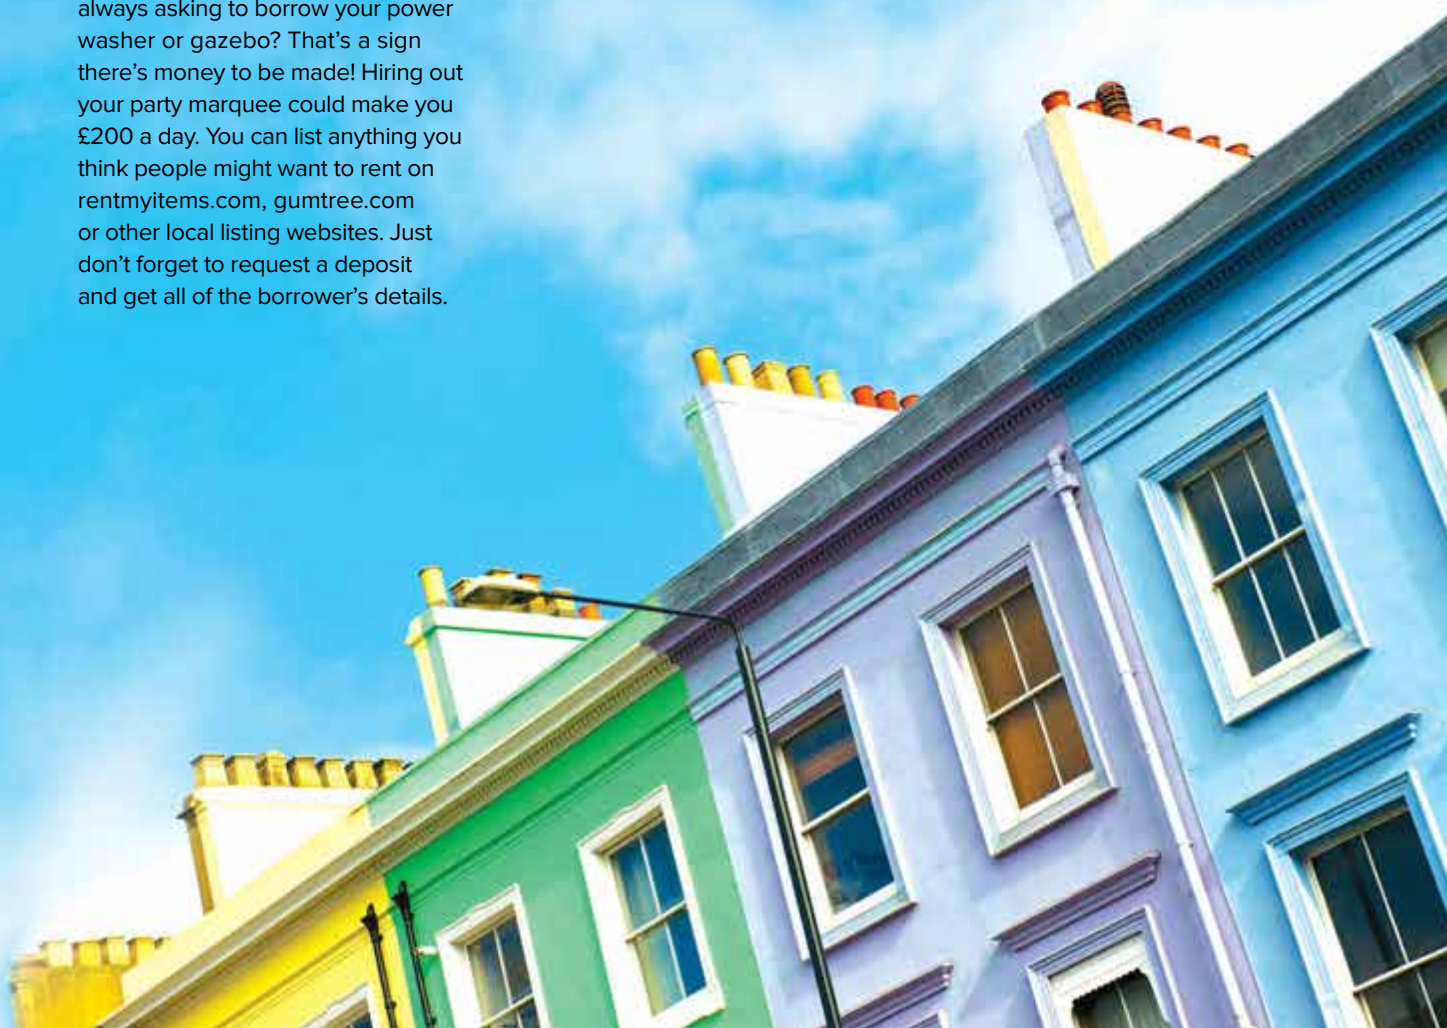 always asking to borrow your power
washer or gazebo? That’s a sign
there’s money to be made! Hiring out
your party marquee could make you
£200 a day. You can list anything you
think people might want to rent on
rentmyitems.com, gumtree.com
or other local listing websites. Just
don’t forget to request a deposit
and get all of the borrower’s details.